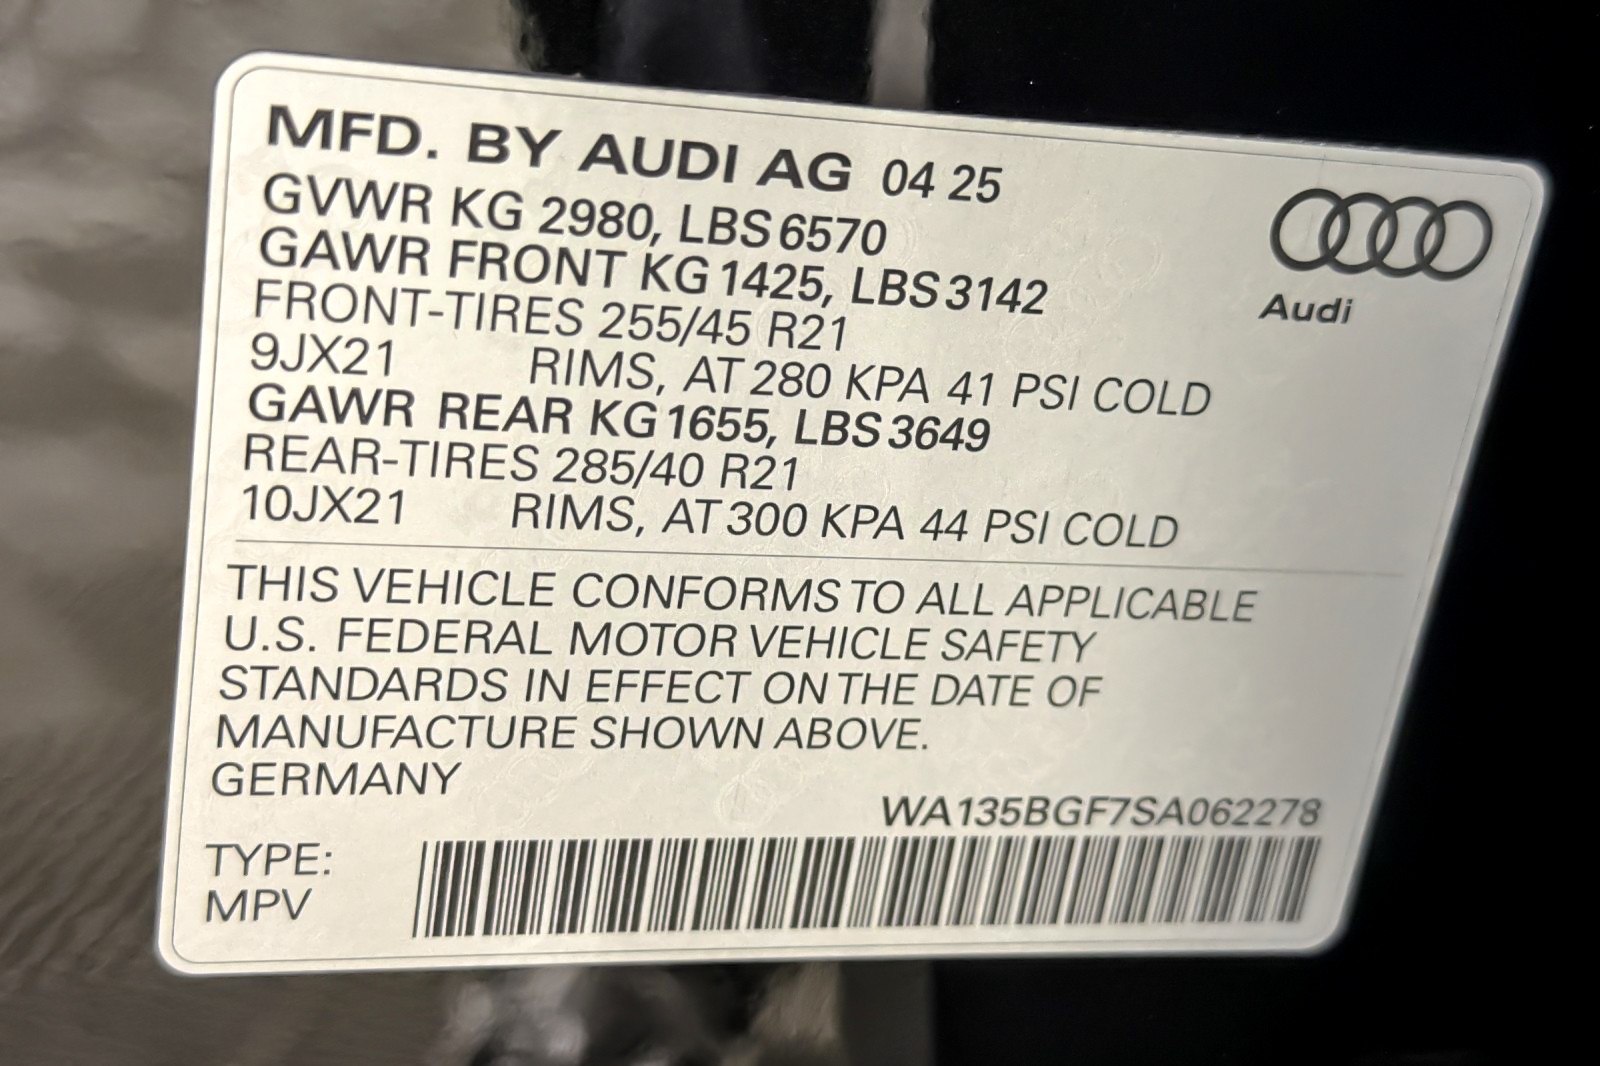 MFD. BY AUDI AG 04 25
GVWR KG 2980, LBS 6570
GAWR FRONT KG 1425, LBS 3142
FRONT-TIRES 255/45 R21
9JX21 RIMS, AT 280 KPA 41 PSI COLD
GAWR REAR KG 1655, LBS 3649
REAR-TIRES 285/40 R21
10JX21 RIMS, AT 300 KPA 44 PSI COLD
Audi
THIS VEHICLE CONFORMS TO ALL APPLICABLE
U.S. FEDERAL MOTOR VEHICLE SAFETY
STANDARDS IN EFFECT ON THE DATE OF
MANUFACTURE SHOWN ABOVE.
GERMANY
WA135BGF7SA062278
TYPE:
MPV